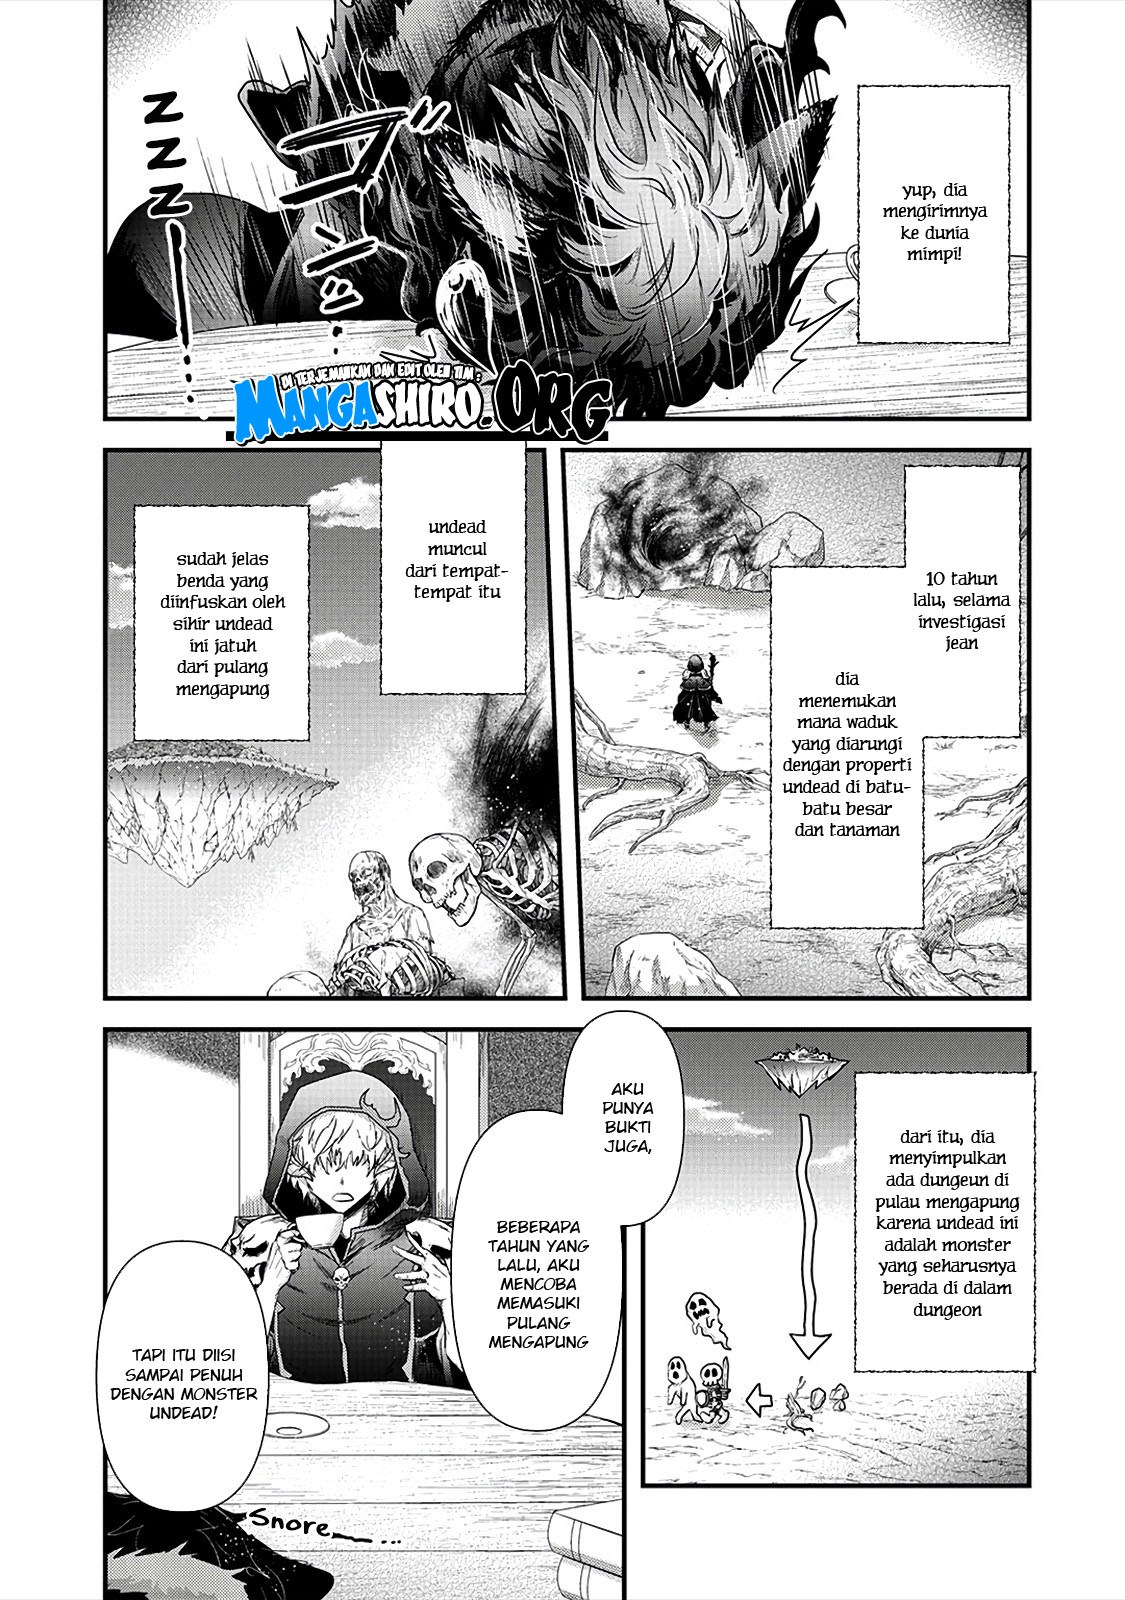 yup, dia
mengirimnya
ke dunia
mimpi!
Z
Z
Z
DI TERJEMAHKAN DAN EDIT OLEH TIM :
MANGASHIRO.ORG
10 tahun
lalu, selama
investigasi
jean
dia
menemukan
mana waduk
yang diarungi
dengan properti
undead di batu-
batu besar
dan tanaman
undead
muncul
dari tempat-
tempat itu
sudah jelas
benda yang
diinfuskan oleh
sihir undead
ini jatuh
dari pulang
mengapung
dari itu, dia
menyimpulkan
ada dungeun di
pulau mengapung
karena undead ini
adalah monster
yang seharusnya
berada di dalam
dungeon
AKU
PUNYA
BUKTI
JUGA,
BEBERAPA
TAHUN YANG
LALU, AKU
MENCOBA
MEMASUKI
PULANG
MENGAPUNG
TAPI ITU DIISI
SAMPAI PENUH
DENGAN MONSTER
UNDEAD!
Snore